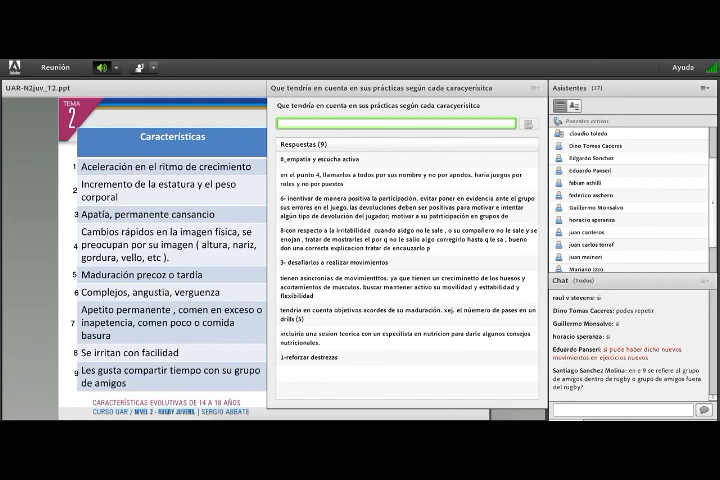 Adobe
Reunión
Ayuda
UAR-N2juv_T2.ppt
TEMA
2
Características
1 Aceleración en el ritmo de crecimiento
2 Incremento de la estatura y el peso
corporal
3 Apatía, permanente cansancio
4 Cambios rápidos en la imagen física, se
preocupan por su imagen ( altura, nariz,
gordura, vello, etc ).
5 Maduración precoz o tardía
6 Complejos, angustia, verguenza
7 Apetito permanente , comen en exceso o
inapetencia, comen poco o comida
basura
8 Se irritan con facilidad
9 Les gusta compartir tiempo con su grupo
de amigos
CARACTERÍSTICAS EVOLUTIVAS DE 14 A 18 AÑOS
CURSO UAR / NIVEL 2 - RUGBY JUVENIL | SERGIO ABBATE
Que tendría en cuenta en sus prácticas según cada caracyerísitca
Que tendría en cuenta en sus prácticas según cada caracyerísitca
Respuestas (9)
8_empatía y escucha activa
en el punto 4, llamarlos a todos por sus nombre y no por apodos. haria juegos por
roles y no por puestos
6- inentivar de manera positiva la participación, evitar poner en evidencia ante el grupo
sus errores en el juego, las devoluciones deben ser positivas para motivar e intentar
algún tipo de devolución del jugador; motivar a su patrticipación en grupos de
8-con respecto a la irritabilidad cuando aldgo no le sale , o su compañero no le sale y se
enojan , tratar de mostrarles el por q no le salio algo corregirlo hasta q le sa , bueno
don una correcta explicacion tratar de encauzarlo p
3- desafiarlos a realizar movimientos
tienen asincronias de movimientttos. ya que tienen un creciminetto de los huesos y
acortamientos de musculos. buscar mantener activo su movilidad y esttabilidad y
flexibilidad
tendría en cuenta objetivos acordes de su maduración. xej. el núemero de pases en un
drills (5)
incluiria una sesion teorica con un especilista en nutricion para darle algunos consejos
nutricionales.
1-reforzar destrezas
Asistentes (17)
Ponentes activos
claudio toledo
Dino Tomas Caceres
Edgardo Sanchez
Eduardo Panseri
fabian achilli
federico aschero
Guillermo Monsalvo
horacio speranza
juan canteros
juan carlos terraf
juan maineri
Mariano Izzo
Chat (Todos)
raul v stevens: si
Dino Tomas Caceres: podes repetir
Guillermo Monsalvo: si
horacio speranza: si
Eduardo Panseri: si pude haber dicho nuevos
movimientos en ejercicios nuevos
Santiago Sanchez Molina: en e 9 se refiere al grupo
de amigos dentro de rugby o grupo de amigos fuera
del rugby?